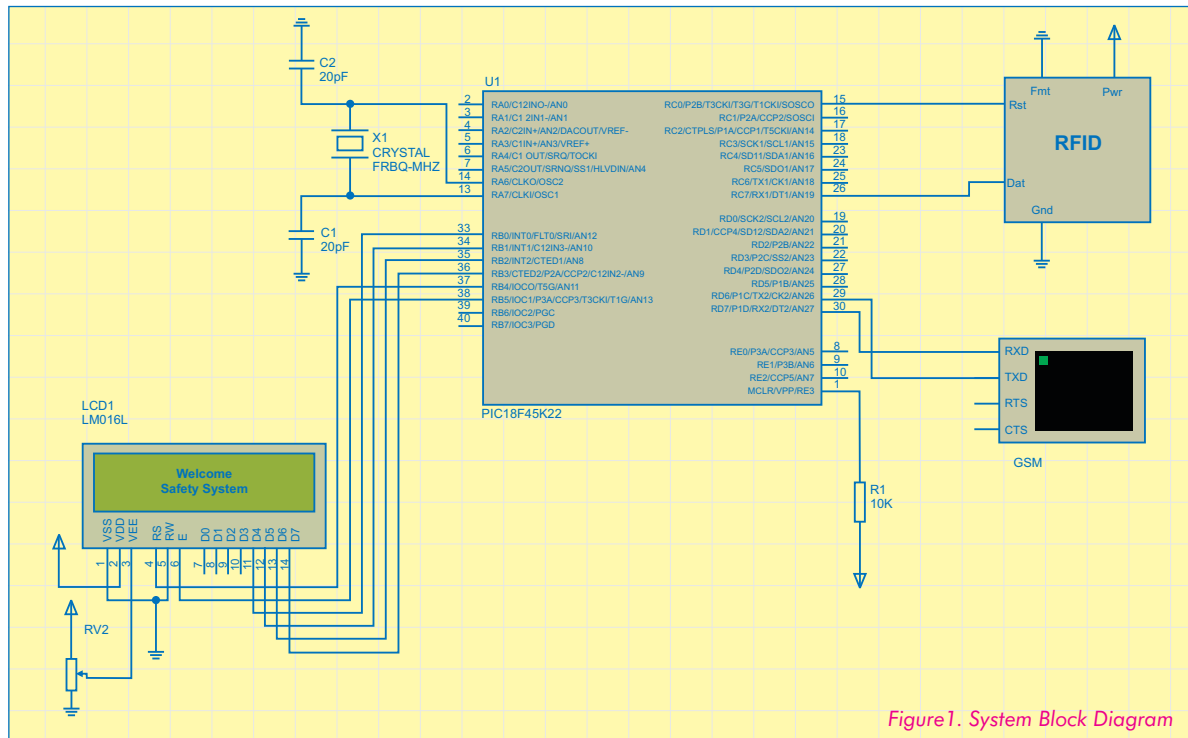 C2
20pF
X1
CRYSTAL
FRBQ-MHZ
C1
20pF
U1
2 RA0/C12INO-/AN0
3 RA1/C1 2IN1-/AN1
4 RA2/C2IN+/AN2/DACOUT/VREF-
5 RA3/C1IN+/AN3/VREF+
6 RA4/C1 OUT/SRQ/TOCKI
7 RA5/C2OUT/SRNQ/SS1/HLVDIN/AN4
14 RA6/CLKO/OSC2
13 RA7/CLKI/OSC1
33 RB0/INT0/FLT0/SRI/AN12
34 RB1/INT1/C12IN3-/AN10
35 RB2/INT2/CTED1/AN8
36 RB3/CTED2/P2A/CCP2/C12IN2-/AN9
37 RB4/IOCO/T5G/AN11
38 RB5/IOC1/P3A/CCP3/T3CKI/T1G/AN13
39 RB6/IOC2/PGC
40 RB7/IOC3/PGD
RC0/P2B/T3CKI/T3G/T1CKI/SOSCO 15
RC1/P2A/CCP2/SOSCI 16
RC2/CTPLS/P1A/CCP1/T5CKI/AN14 17
RC3/SCK1/SCL1/AN15 18
RC4/SD11/SDA1/AN16 23
RC5/SDO1/AN17 24
RC6/TX1/CK1/AN18 25
RC7/RX1/DT1/AN19 26
RD0/SCK2/SCL2/AN20 19
RD1/CCP4/SD12/SDA2/AN21 20
RD2/P2B/AN22 21
RD3/P2C/SS2/AN23 22
RD4/P2D/SDO2/AN24 27
RD5/P1B/AN25 28
RD6/P1C/TX2/CK2/AN26 29
RD7/P1D/RX2/DT2/AN27 30
RE0/P3A/CCP3/AN5 8
RE1/P3B/AN6 9
RE2/CCP5/AN7 10
MCLR/VPP/RE3 1
PIC18F45K22
Fmt
Pwr
Rst
RFID
Dat
Gnd
RXD
TXD
RTS
CTS
GSM
R1
10K
LCD1
LM016L
Welcome
Safety System
VSS
VDD
VEE
RS
RW
E
D0
D1
D2
D3
D4
D5
D6
D7
1
2
3
4
5
6
7
8
9
10
11
12
13
14
RV2
Figure1. System Block Diagram